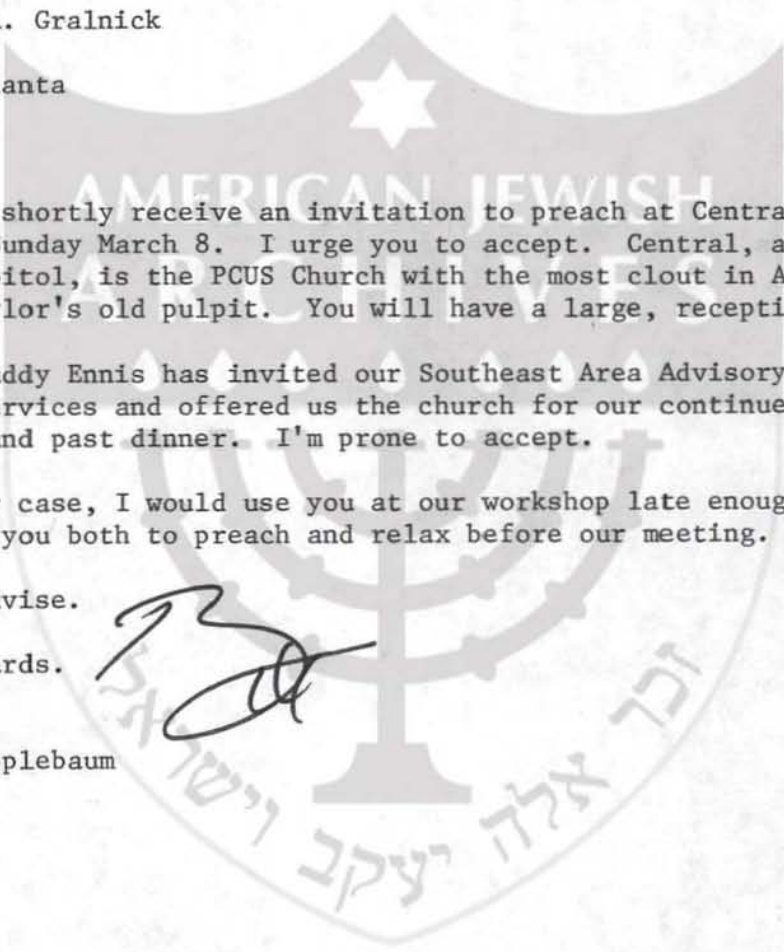 . Gralnick
anta
shortly receive an invitation to preach at Centra
unday March 8. I urge you to accept. Central, a
itol, is the PCUS Church with the most clout in A
lor's old pulpit. You will have a large, recepti
AMERICAN JEWISH
ARCHIVES
ddy Ennis has invited our Southeast Area Advisory
rvices and offered us the church for our continue
nd past dinner. I'm prone to accept.
case, I would use you at our workshop late enoug
you both to preach and relax before our meeting.
vise.
rds.
plebaum
זכר אלה יעקב וישראל